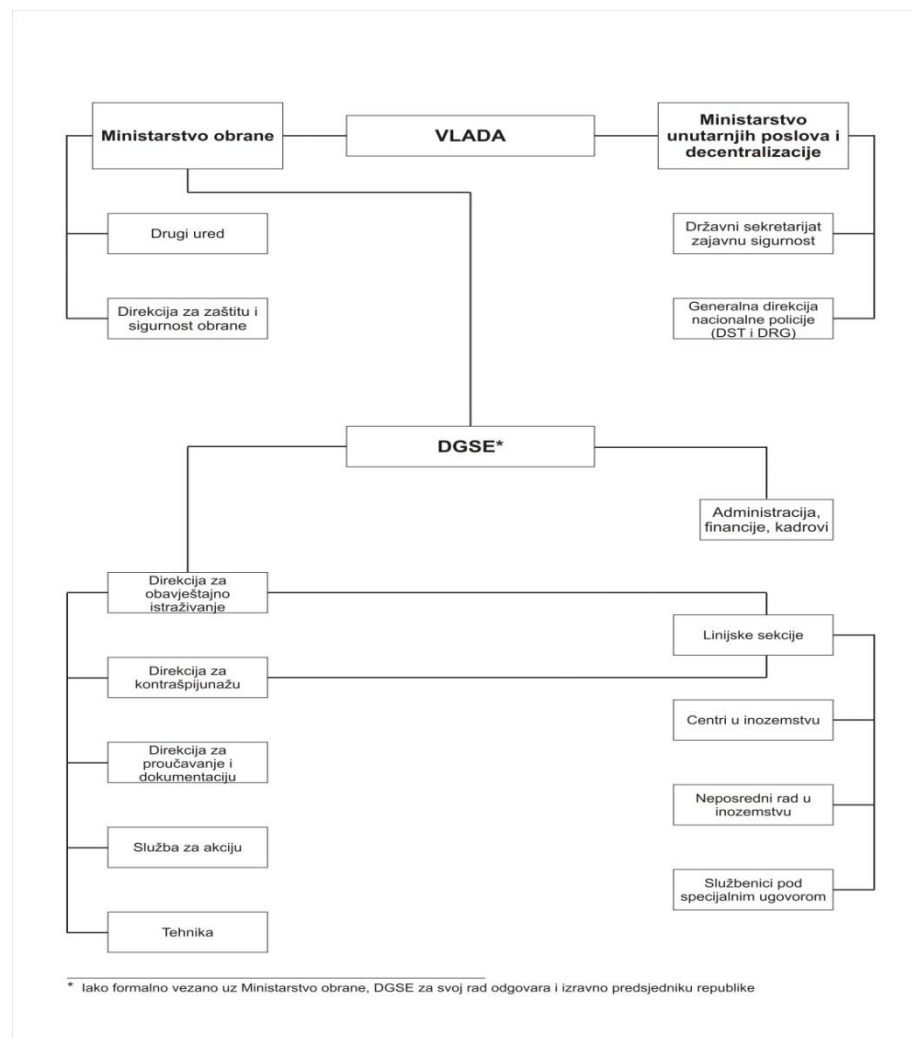 Ministarstvo obrane
VLADA
Ministarstvo
unutarnjih poslova i
decentralizacije
Drugi ured
Državni sekretarijat
zajavnu sigurnost
Direkcija za zaštitu i
sigurnost obrane
Generalna direkcija
nacionalne policije
(DST i DRG)
DGSE*
Administracija,
financije, kadrovi
Direkcija za
obavještajno
istraživanje
Linijske sekcije
Direkcija za
kontrašpijunažu
Centri u inozemstvu
Direkcija za
proučavanje i
dokumentaciju
Neposredni rad u
inozemstvu
Služba za akciju
Službenici pod
specijalnim ugovorom
Tehnika
* Iako formalno vezano uz Ministarstvo obrane, DGSE za svoj rad odgovara i izravno predsjedniku republike